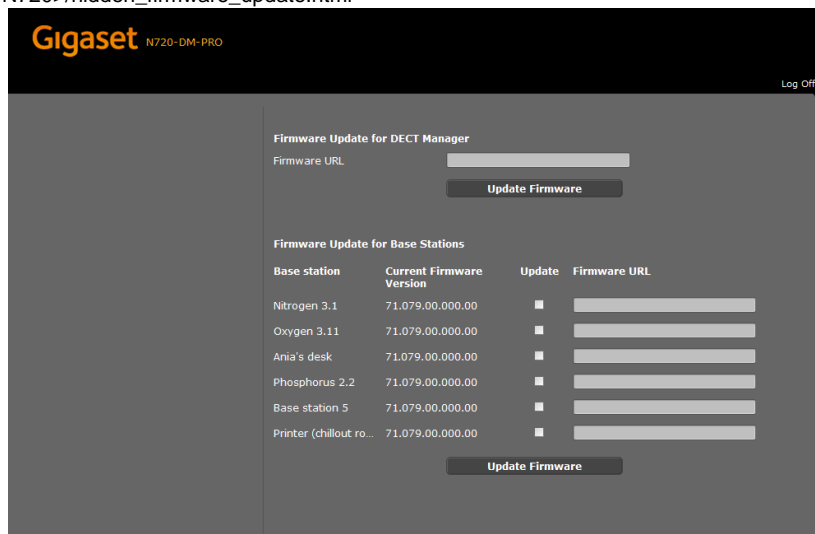 N720>/hidden_firmware_update.html
Gigaset N720-DM-PRO
Log Off
Firmware Update for DECT Manager
Firmware URL
Update Firmware
Firmware Update for Base Stations
Base station Current Firmware Version Update Firmware URL
Nitrogen 3.1 71.079.00.000.00
Oxygen 3.11 71.079.00.000.00
Ania's desk 71.079.00.000.00
Phosphorus 2.2 71.079.00.000.00
Base station 5 71.079.00.000.00
Printer (chillout ro... 71.079.00.000.00
Update Firmware